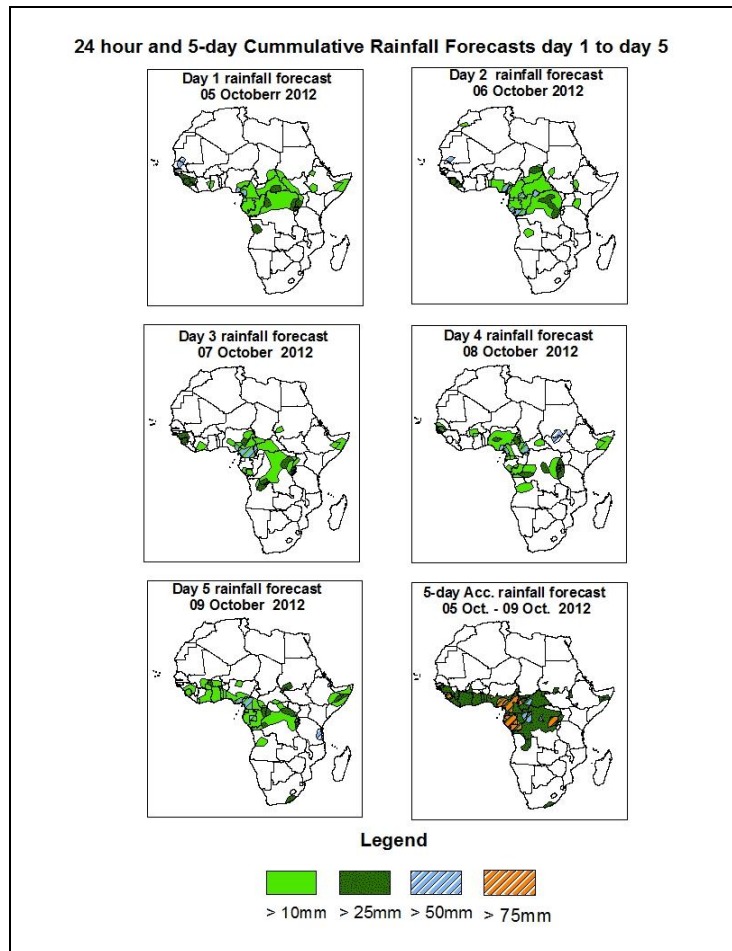 24 hour and 5-day Cummulative Rainfall Forecasts day 1 to day 5
Day 1 rainfall forecast
05 Octoberr 2012
Day 2 rainfall forecast
06 October 2012
Day 3 rainfall forecast
07 October 2012
Day 4 rainfall forecast
08 October 2012
Day 5 rainfall forecast
09 October 2012
5-day Acc. rainfall forecast
05 Oct. - 09 Oct. 2012
Legend
> 10mm > 25mm > 50mm > 75mm